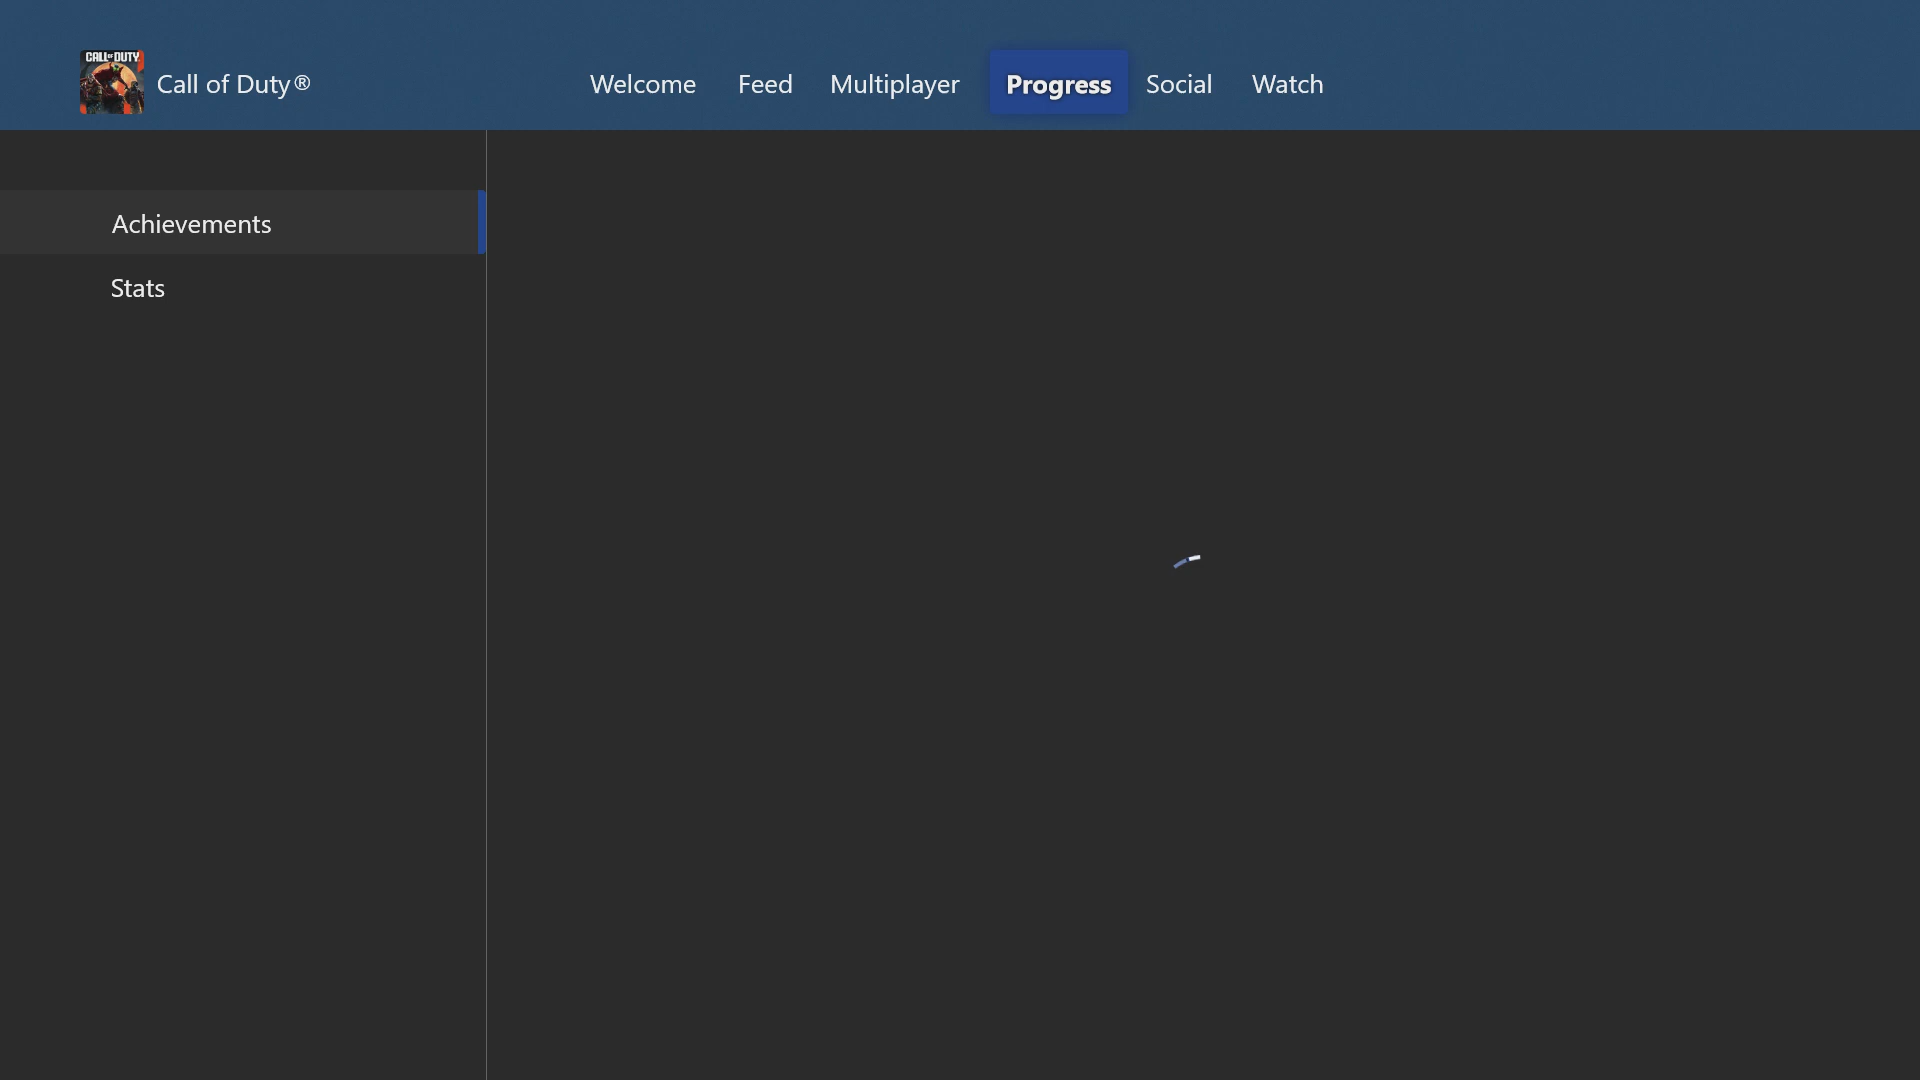 CALL OF DUTY
Call of Duty®
Welcome
Feed
Multiplayer
Progress
Social
Watch
Achievements
Stats